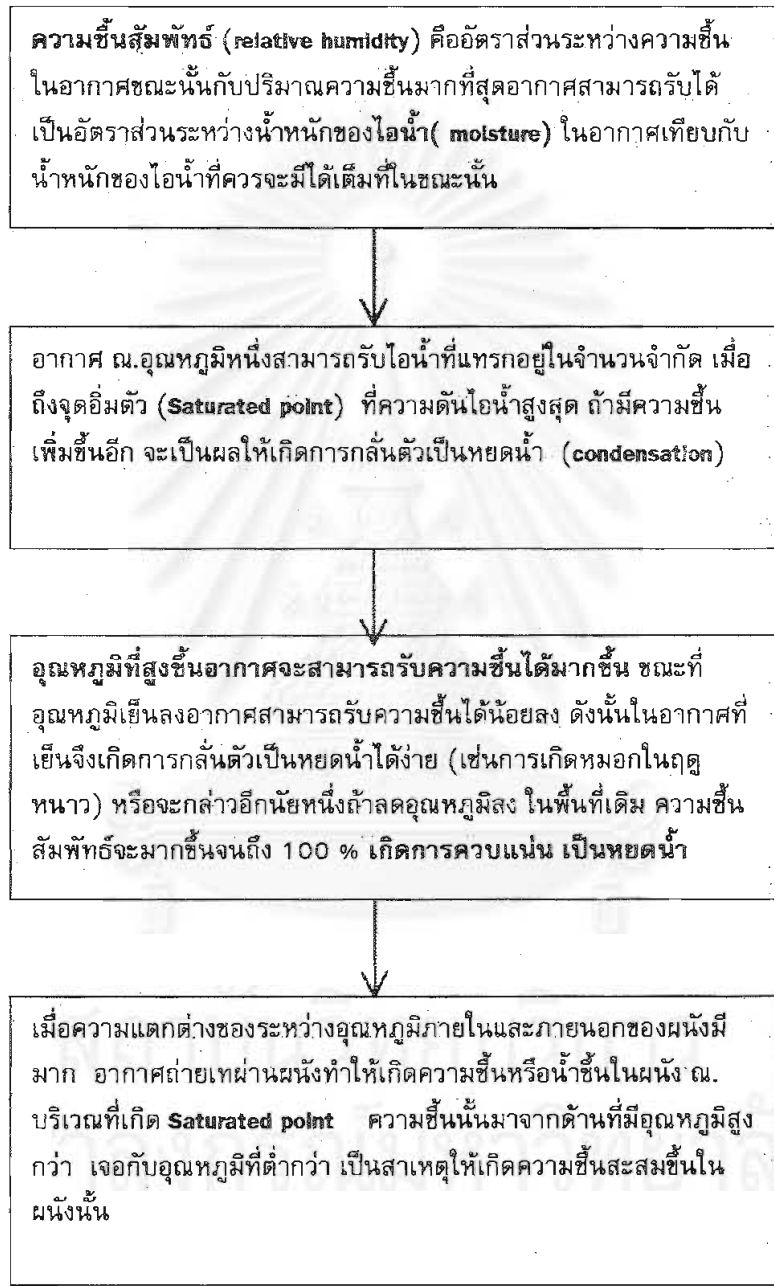 ความชื้นสัมพัทธ์ (relative humidity) คืออัตราส่วนระหว่างความชื้น
ในอากาศขณะนั้นกับปริมาณความชื้นมากที่สุดอากาศสามารถรับได้
เป็นอัตราส่วนระหว่างน้ำหนักของไอน้ำ( moisture) ในอากาศเทียบกับ
น้ำหนักของไอน้ำที่ควรจะมีได้เต็มที่ในขณะนั้น
อากาศ ณ.อุณหภูมิหนึ่งสามารถรับไอน้ำที่แทรกอยู่ในจำนวนจำกัด เมื่อ
ถึงจุดอิ่มตัว (Saturated point) ที่ความดันไอน้ำสูงสุด ถ้ามีความชื้น
เพิ่มขึ้นอีก จะเป็นผลให้เกิดการกลั่นตัวเป็นหยดน้ำ (condensation)
อุณหภูมิที่สูงขึ้นอากาศจะสามารถรับความชื้นได้มากขึ้น ขณะที่
อุณหภูมิเย็นลงอากาศสามารถรับความชื้นได้น้อยลง ดังนั้นในอากาศที่
เย็นจึงเกิดการกลั่นตัวเป็นหยดน้ำได้ง่าย (เช่นการเกิดหมอกในฤดู
หนาว) หรือจะกล่าวอีกนัยหนึ่งถ้าลดอุณหภูมิลง ในพื้นที่เดิม ความชื้น
สัมพัทธ์จะมากขึ้นจนถึง 100 % เกิดการควบแน่น เป็นหยดน้ำ
เมื่อความแตกต่างของระหว่างอุณหภูมิภายในและภายนอกของผนังมี
มาก อากาศถ่ายเทผ่านผนังทำให้เกิดความชื้นหรือน้ำขึ้นในผนัง ณ.
บริเวณที่เกิด Saturated point ความชื้นนั้นมาจากด้านที่มีอุณหภูมิสูง
กว่า เจอกับอุณหภูมิที่ต่ำกว่า เป็นสาเหตุให้เกิดความชื้นสะสมขึ้นใน
ผนังนั้น